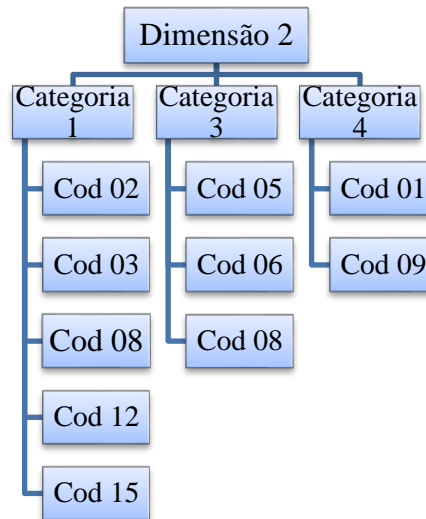 Dimensão 2
Categoria
1
Categoria
3
Categoria
4
Cod 02
Cod 05
Cod 01
Cod 03
Cod 06
Cod 09
Cod 08
Cod 08
Cod 12
Cod 15